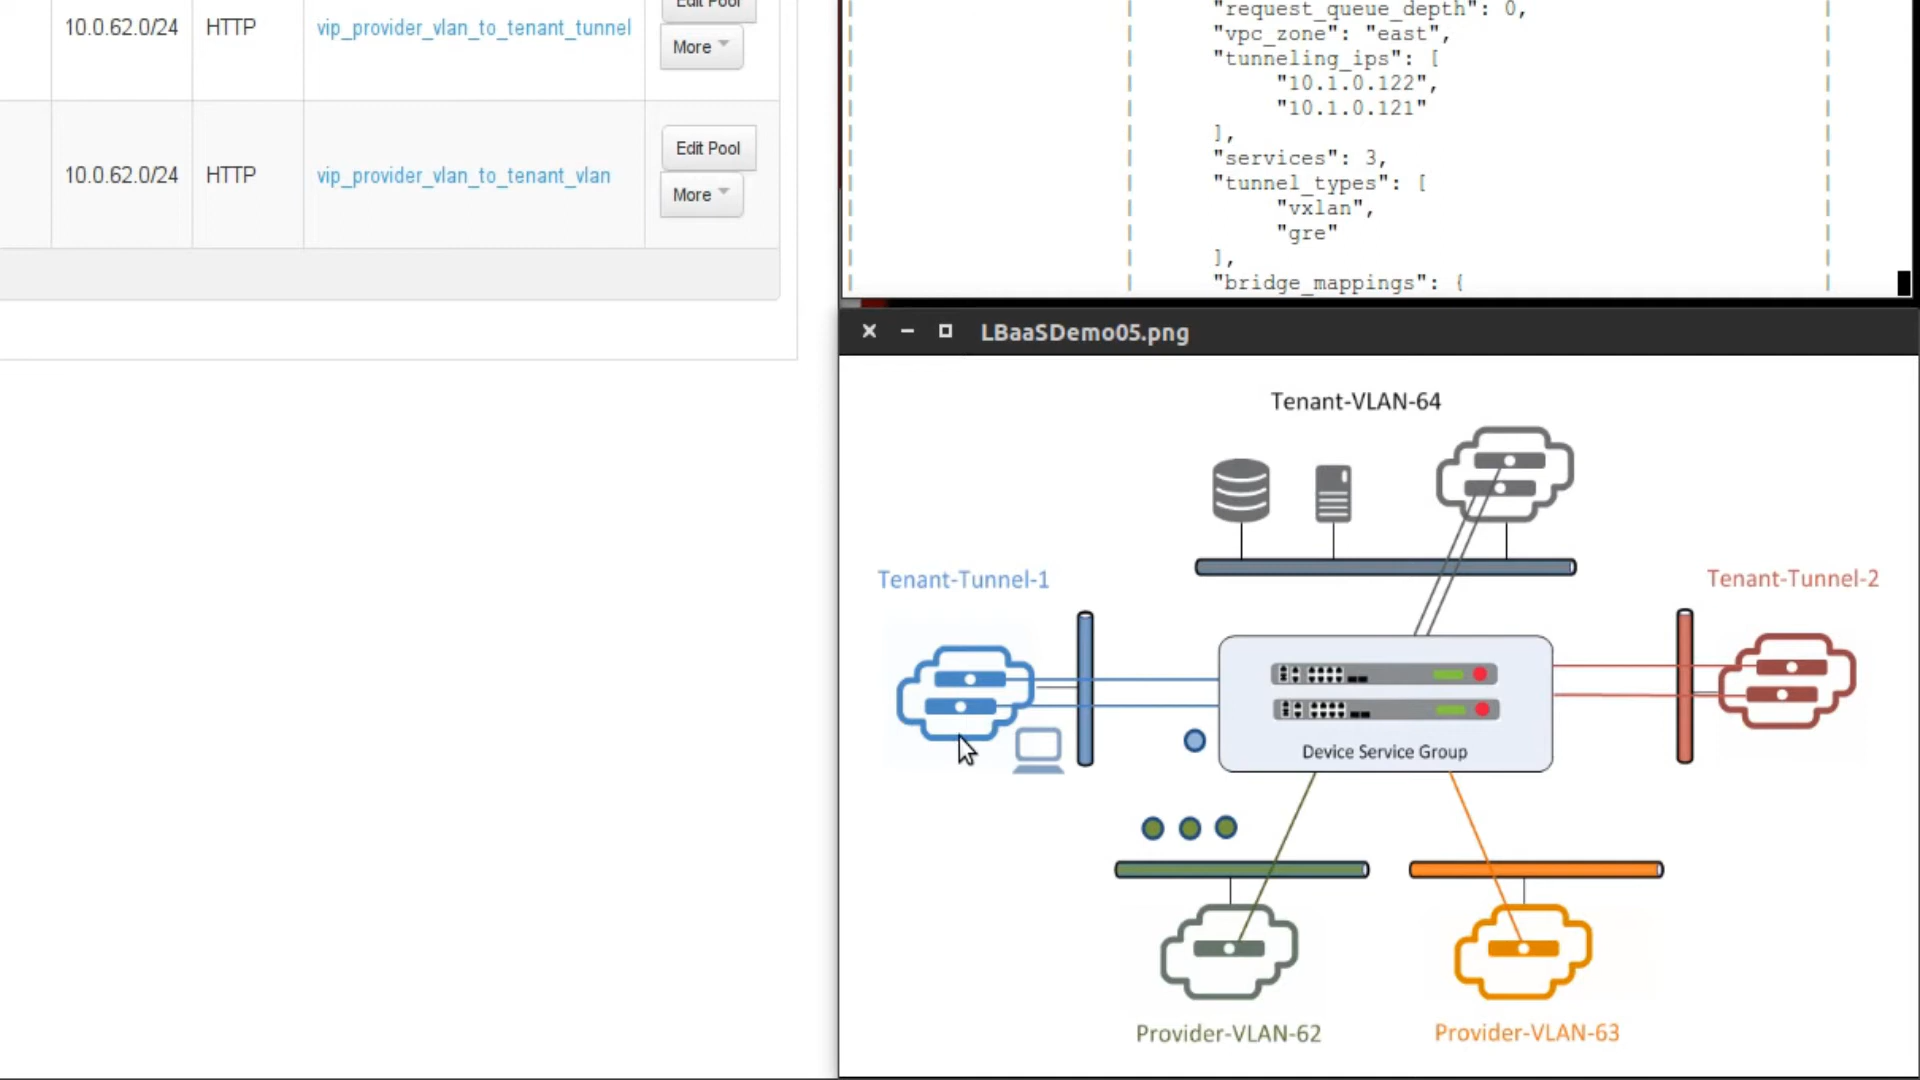 10.0.62.0/24 HTTP vip_provider_vlan_to_tenant_tunnel
Edit Pool
More
10.0.62.0/24 HTTP vip_provider_vlan_to_tenant_vlan
Edit Pool
More
"request_queue_depth": 0,
"vpc_zone": "east",
"tunneling_ips": [
"10.1.0.122",
"10.1.0.121"
],
"services": 3,
"tunnel_types": [
"vxlan",
"gre"
],
"bridge_mappings": {
LBaaSDemo05.png
Tenant-VLAN-64
Tenant-Tunnel-1
Tenant-Tunnel-2
Device Service Group
Provider-VLAN-62
Provider-VLAN-63